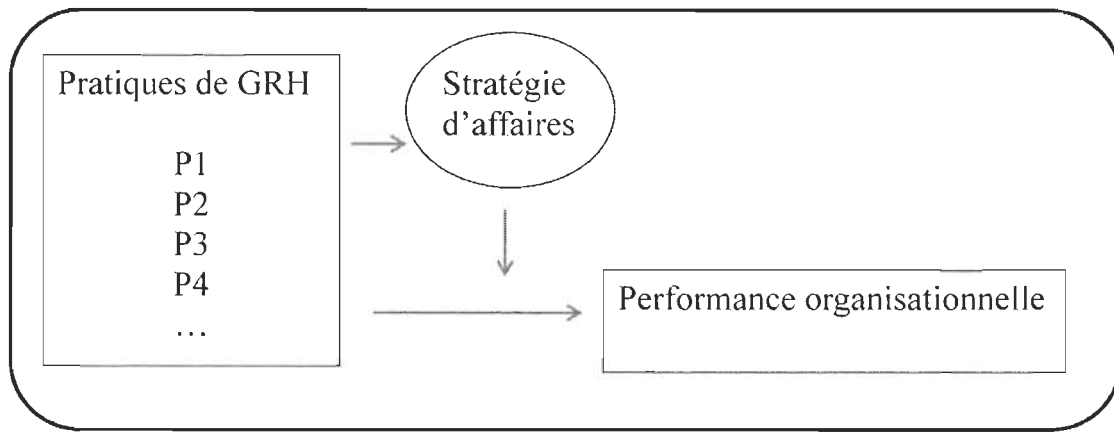 Pratiques de GRH
P1
P2
P3
P4
...
Stratégie
d'affaires
Performance organisationnelle